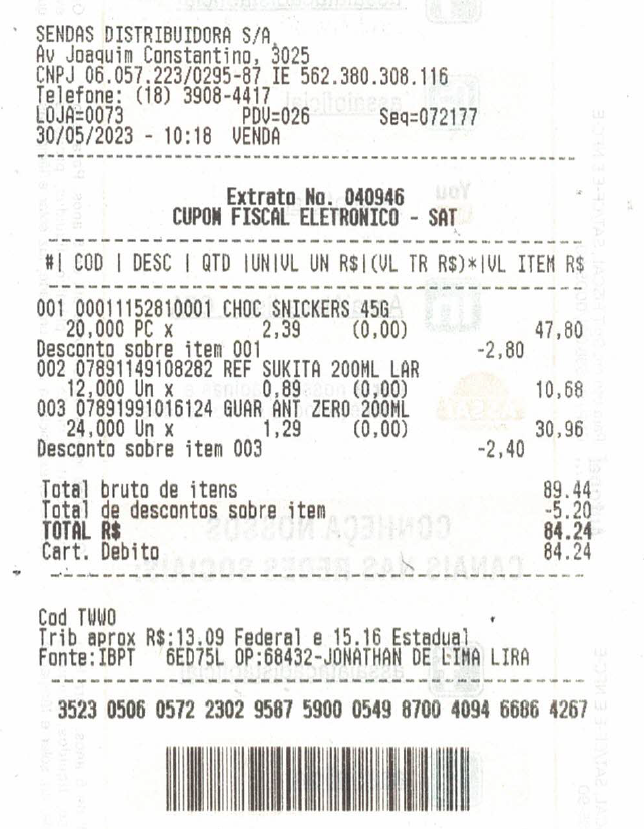 SENDAS DISTRIBUIDORA S/A
Av Joaquim Constantino, 3025
CNPJ 06.057.223/0295-87 IE 562.380.308.116
Telefone: (18) 3908-4417
LOJA=0073 PDV=026 Seq=072177
30/05/2023 - 10:18 VENDA
Extrato No. 040946
CUPOM FISCAL ELETRONICO - SAT
#| COD | DESC | QTD |UN|VL UN R$|(VL TR R$)*|VL ITEM R$
001 00011152810001 CHOC SNICKERS 45G
20,000 PC x 2,39 (0,00) 47,80
Desconto sobre item 001 -2,80
002 07891149108282 REF SUKITA 200ML LAR
12,000 Un x 0,89 (0,00) 10,68
003 07891991016124 GUAR ANT ZERO 200ML
24,000 Un x 1,29 (0,00) 30,96
Desconto sobre item 003 -2,40
Total bruto de itens 89.44
Total de descontos sobre item -5.20
TOTAL R$ 84.24
Cart. Debito 84.24
Cod TWWO
Trib aprox R$:13.09 Federal e 15.16 Estadual
Fonte:IBPT 6ED75L OP:68432-JONATHAN DE LIMA LIRA
3523 0506 0572 2302 9587 5900 0549 8700 4094 6686 4267